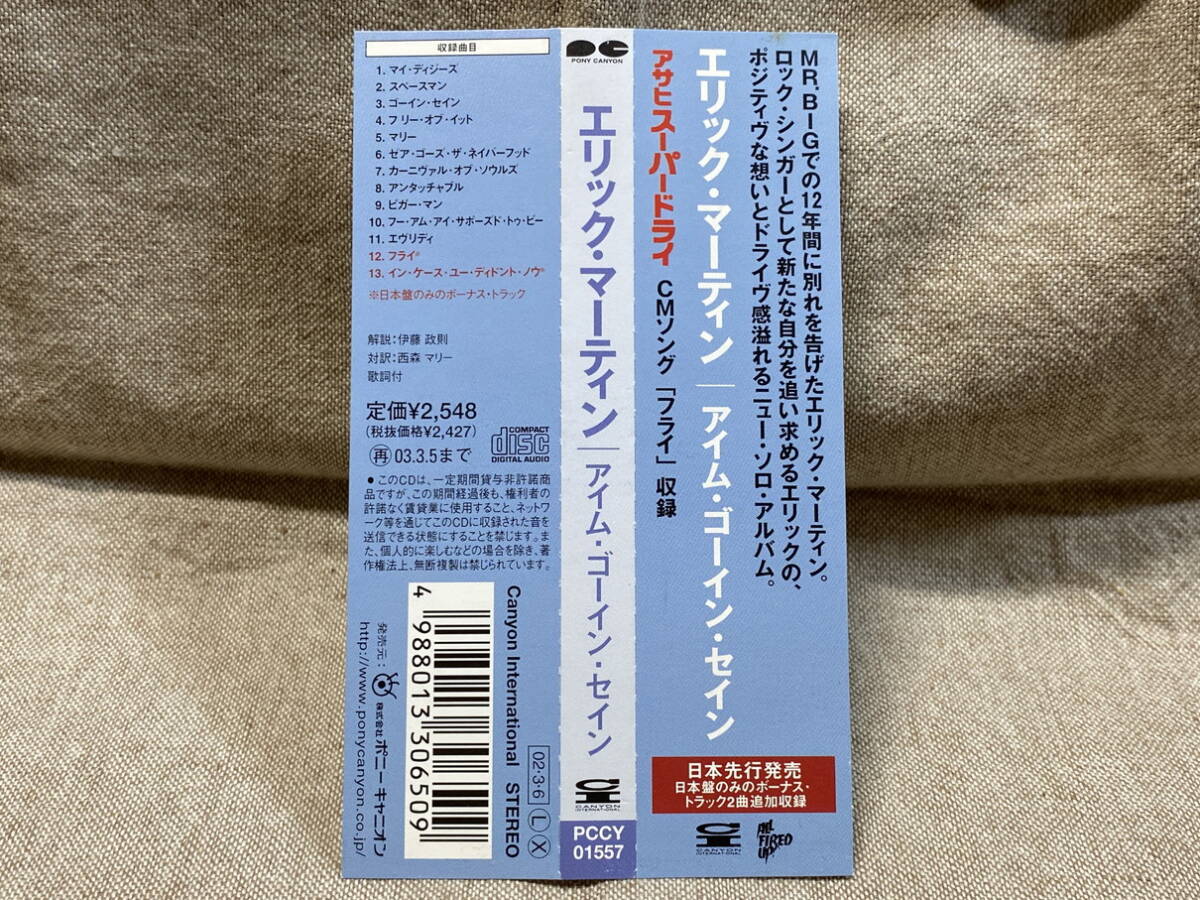 MR.BIGでの12年間に別れを告げたエリック・マーティン。
ロック・シンガーとして新たな自分を追い求めるエリックの、
ポジティヴな想いとドライヴ感溢れるニュー・ソロ・アルバム。
エリック・マーティン│アイム・ゴーイン・セイン
アサヒスーパードライ CMソング「フライ」収録
日本先行発売
日本盤のみのボーナス・
トラック2曲追加収録
CANYON
INTERNATIONAL
ALL
FIRED
UP
PONY CANYON
エリック・マーティン│アイム・ゴーイン・セイン
CANYON
INTERNATIONAL
PCCY
01557
収録曲目
1. マイ・ディジーズ
2. スペースマン
3. ゴーイン・セイン
4. フリー・オブ・イット
5. マリー
6. ゼア・ゴーズ・ザ・ネイバーフッド
7. カーニヴァル・オブ・ソウルズ
8. アンタッチャブル
9. ビガー・マン
10. フー・アム・アイ・サポーズド・トゥ・ビー
11. エヴリディ
12. フライ※
13. イン・ケース・ユー・ディドント・ノウ※
※日本盤のみのボーナス・トラック
解説:伊藤 政則
対訳:西森 マリー
歌詞付
定価¥2,548
(税抜価格¥2,427)
再 03.3.5まで
COMPACT
disc
DIGITAL AUDIO
●このCDは、一定期間貸与非許諾商
品ですが、この期間経過後も、権利者の
許諾なく賃貸業に使用すること、ネットワ
ーク等を通じてこのCDに収録された音を
送信できる状態にすることを禁じます。ま
た、個人的に楽しむなどの場合を除き、著
作権法上、無断複製は禁じられています。
Canyon International STEREO
02・3・6 L X
4 988013 306509
発売元: 株式会社 ポニーキャニオン
http://www.ponycanyon.co.jp/